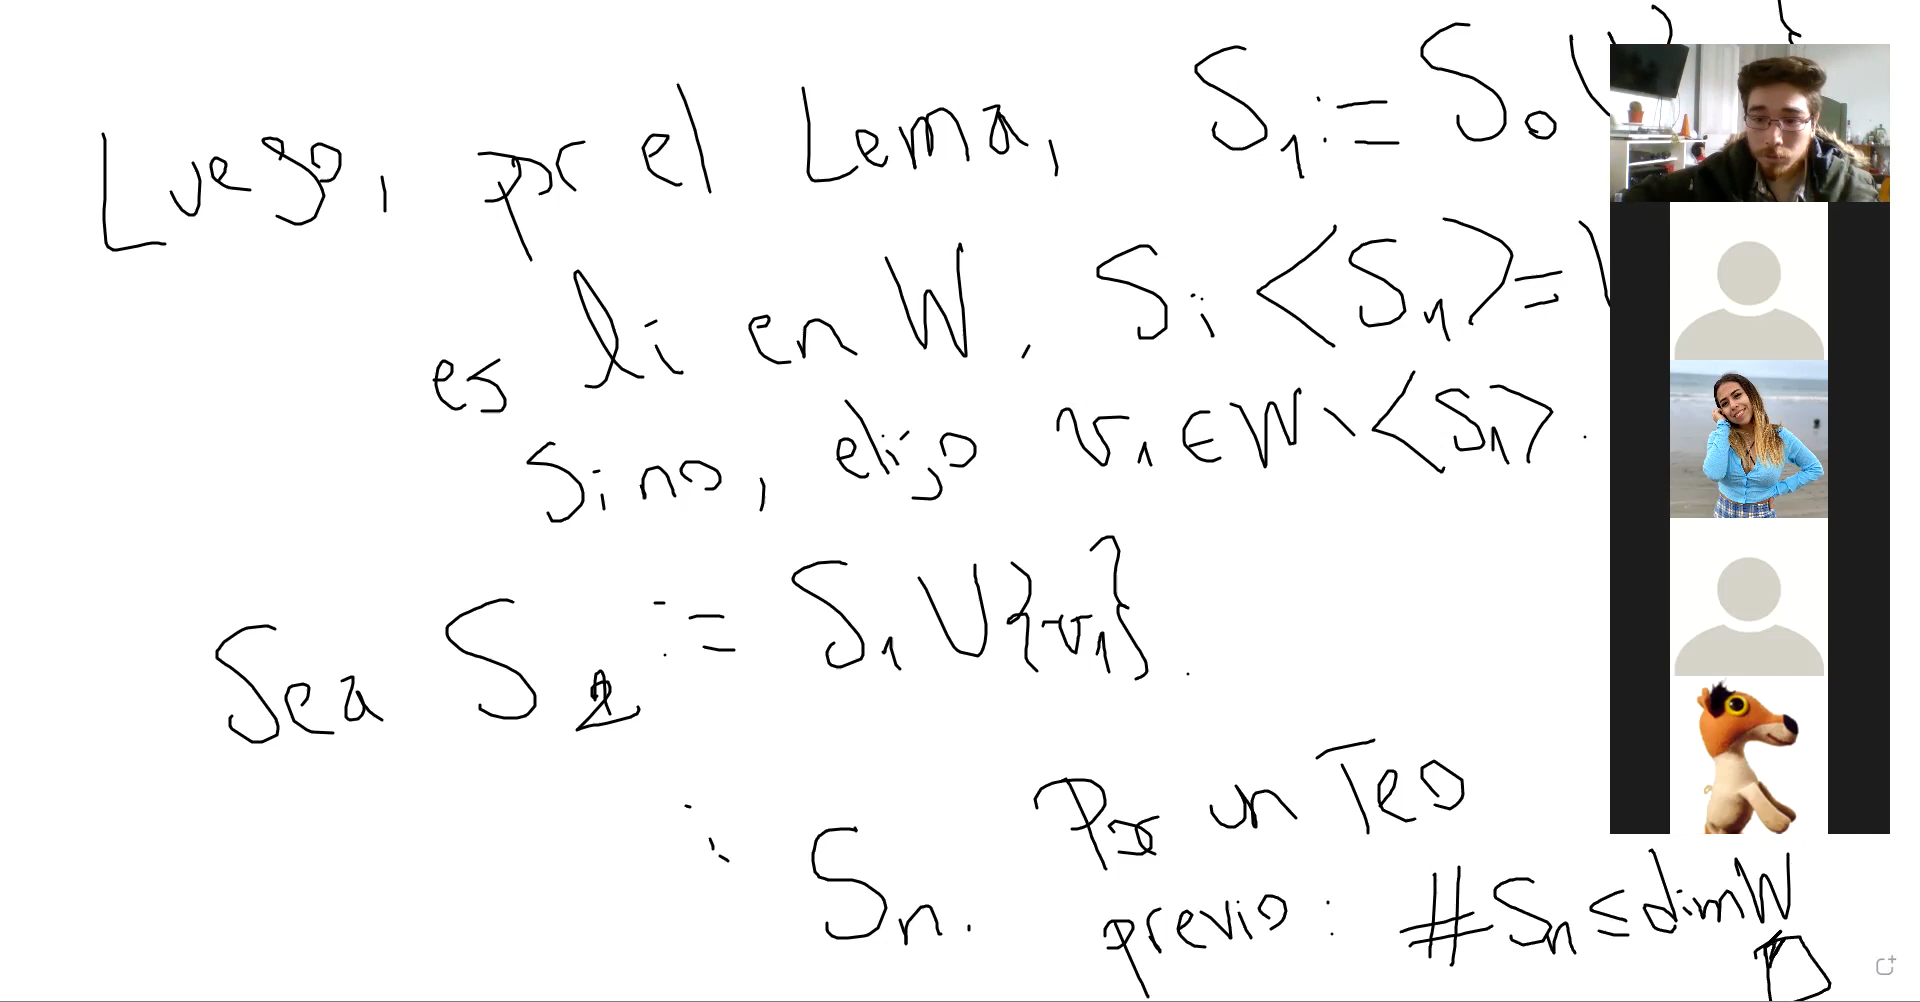 Luego, por el Lema, S₁ := S₀ ∪
es li en W. Si <S₁> =
Sino, elijo v₁ ∈ W \ <S₁>.
Sea S₂ := S₁ ∪ {v₁}.
⋮ Sₙ. Por un Teo
previo: #Sₙ ≤ dim W
□